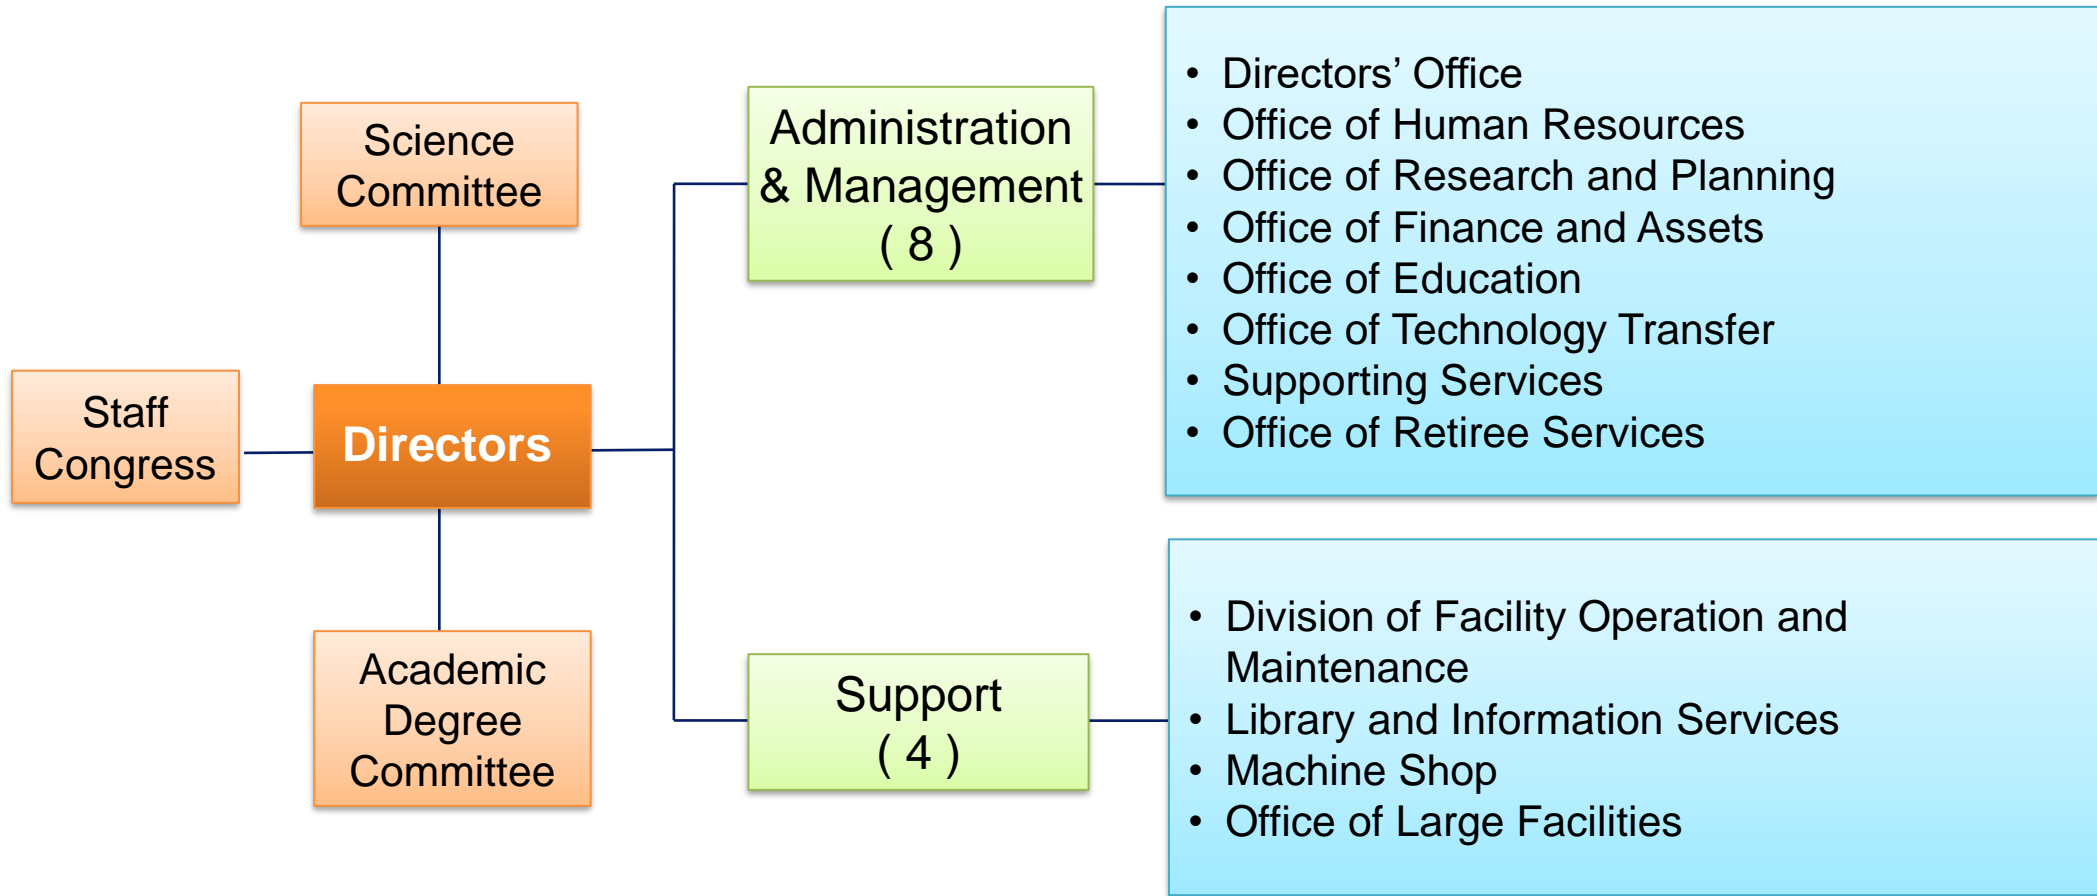 Science
Committee
Staff
Congress
Directors
Academic
Degree
Committee
Administration
& Management
( 8 )
• Directors’ Office
• Office of Human Resources
• Office of Research and Planning
• Office of Finance and Assets
• Office of Education
• Office of Technology Transfer
• Supporting Services
• Office of Retiree Services
Support
( 4 )
• Division of Facility Operation and
Maintenance
• Library and Information Services
• Machine Shop
• Office of Large Facilities